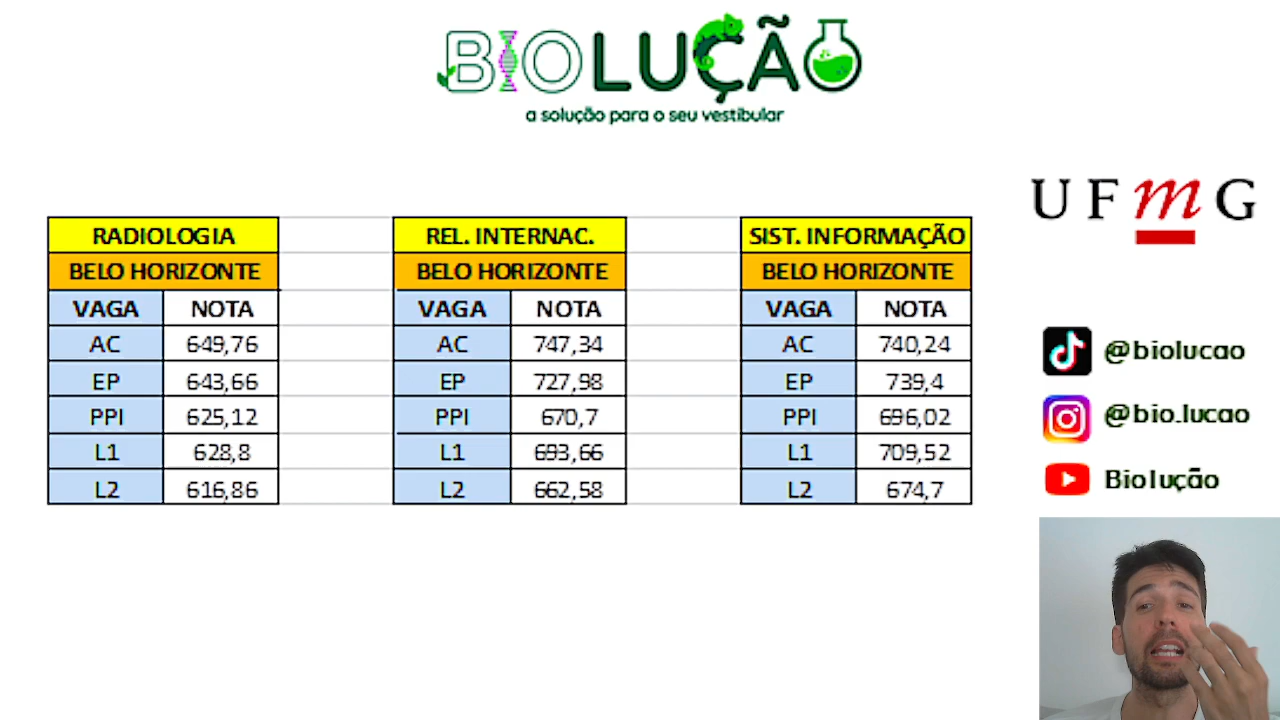 BIOLUÇÃO
a solução para o seu vestibular
UFmG
RADIOLOGIA
BELO HORIZONTE
VAGA NOTA
AC 649,76
EP 643,66
PPI 625,12
L1 628,8
L2 616,86
REL. INTERNAC.
BELO HORIZONTE
VAGA NOTA
AC 747,34
EP 727,98
PPI 670,7
L1 693,66
L2 662,58
SIST. INFORMAÇÃO
BELO HORIZONTE
VAGA NOTA
AC 740,24
EP 739,4
PPI 696,02
L1 709,52
L2 674,7
@biolucao
@bio.lucao
Biolução